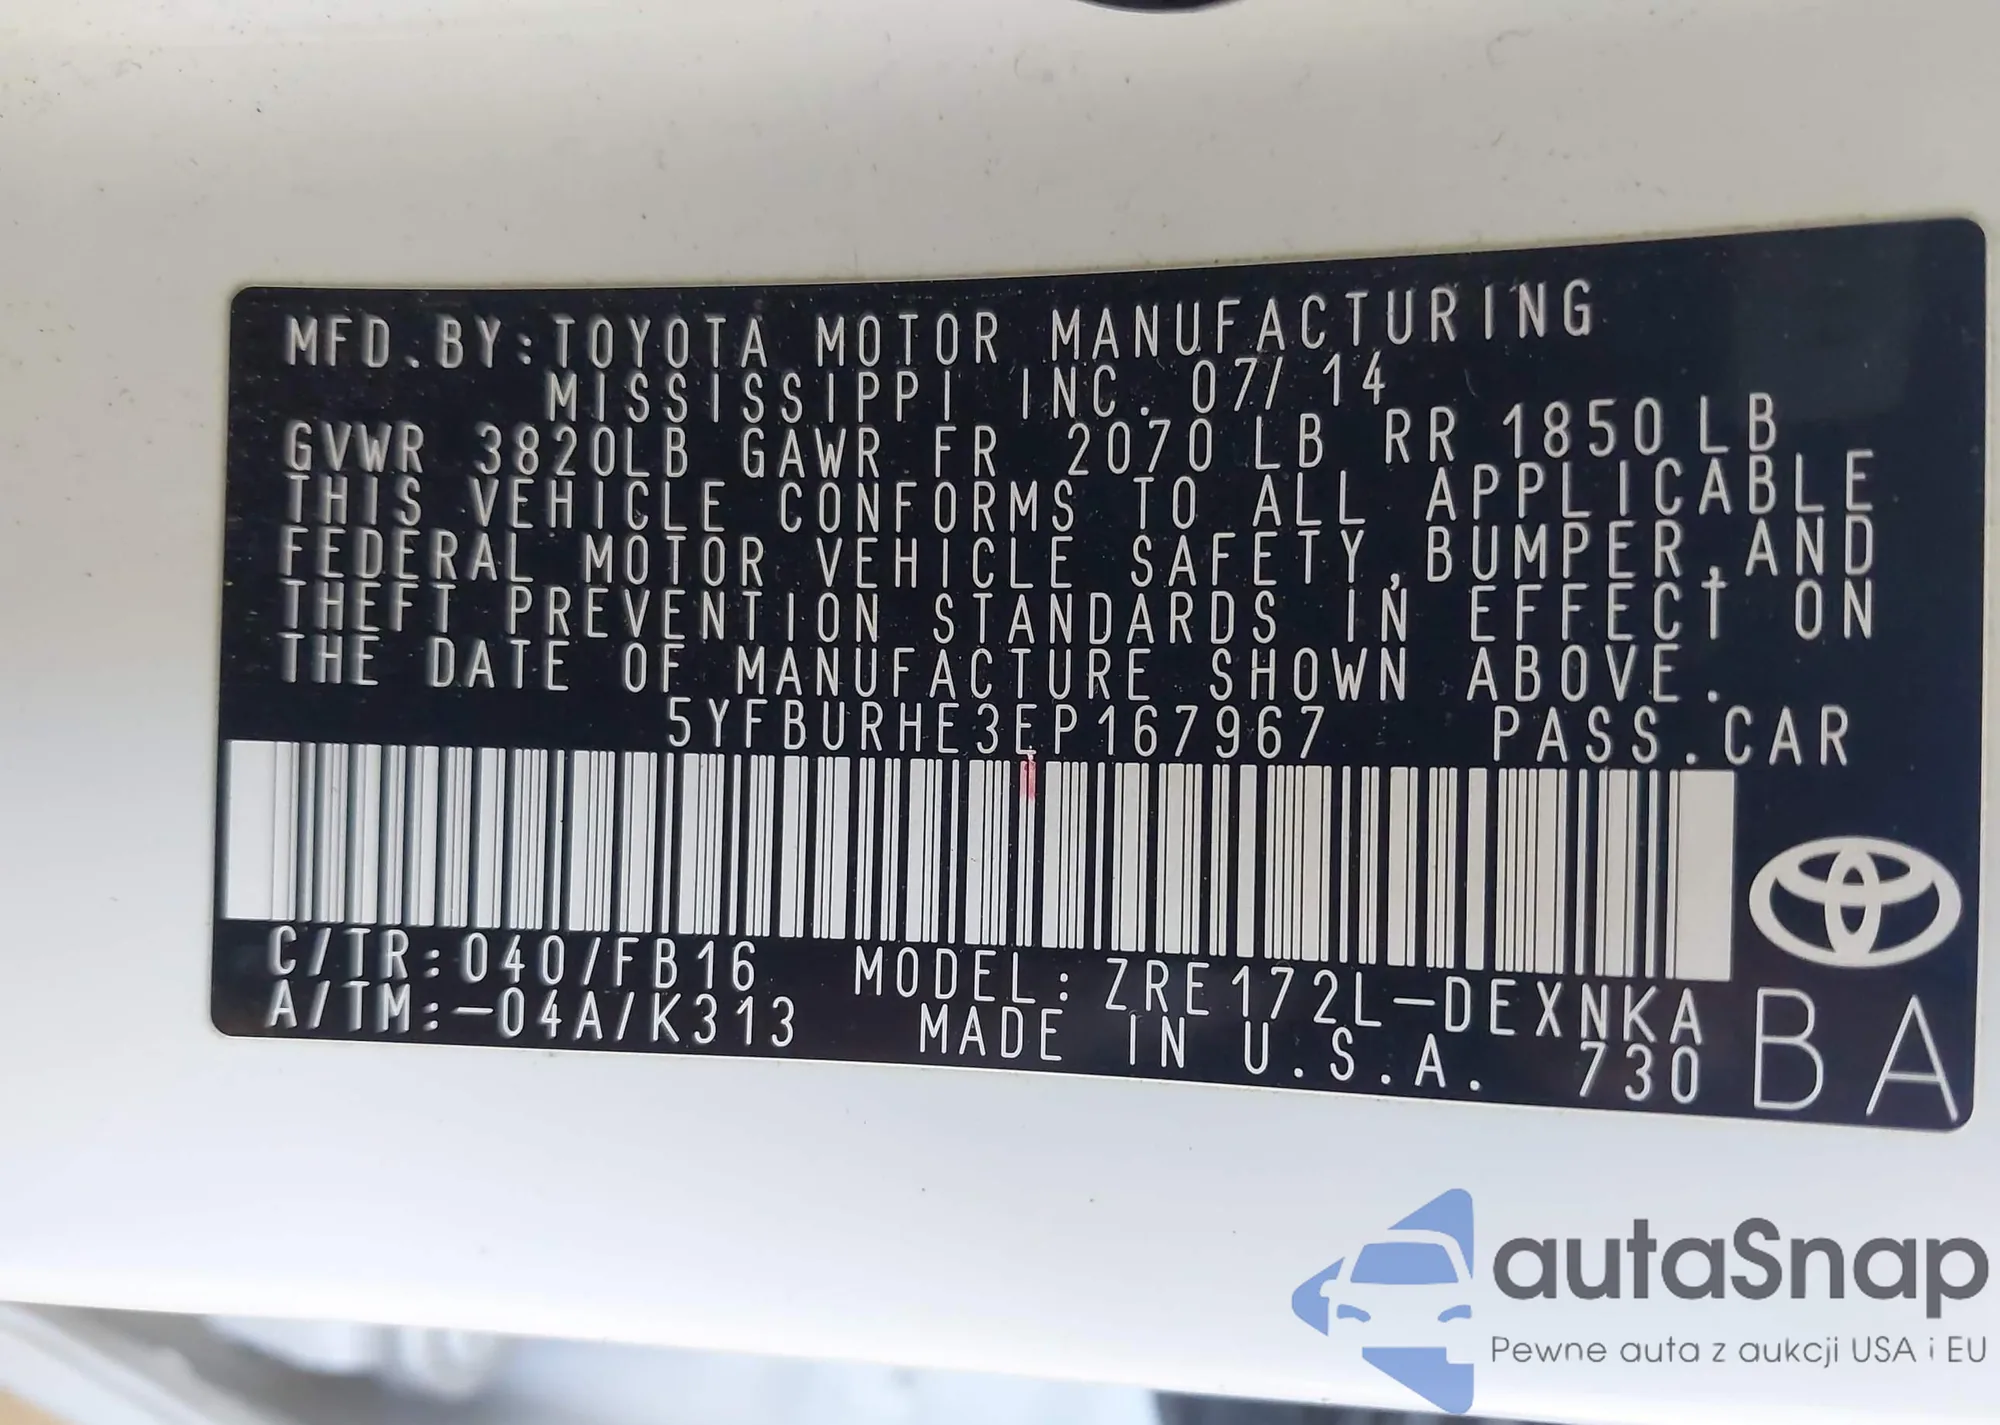 MFD.BY:TOYOTA MOTOR MANUFACTURING
MISSISSIPPI INC. 07/14
GVWR 3820LB GAWR FR 2070 LB RR 1850 LB
THIS VEHICLE CONFORMS TO ALL APPLICABLE
FEDERAL MOTOR VEHICLE SAFETY,BUMPER,AND
THEFT PREVENTION STANDARDS IN EFFECT ON
THE DATE OF MANUFACTURE SHOWN ABOVE.
5YFBURHE3EP167967 PASS.CAR
C/TR:040/FB16 MODEL:ZRE172L-DEXNKA
A/TM:-04A/K313 MADE IN U.S.A. 730
BA
autaSnap
Pewne auta z aukcji USA i EU